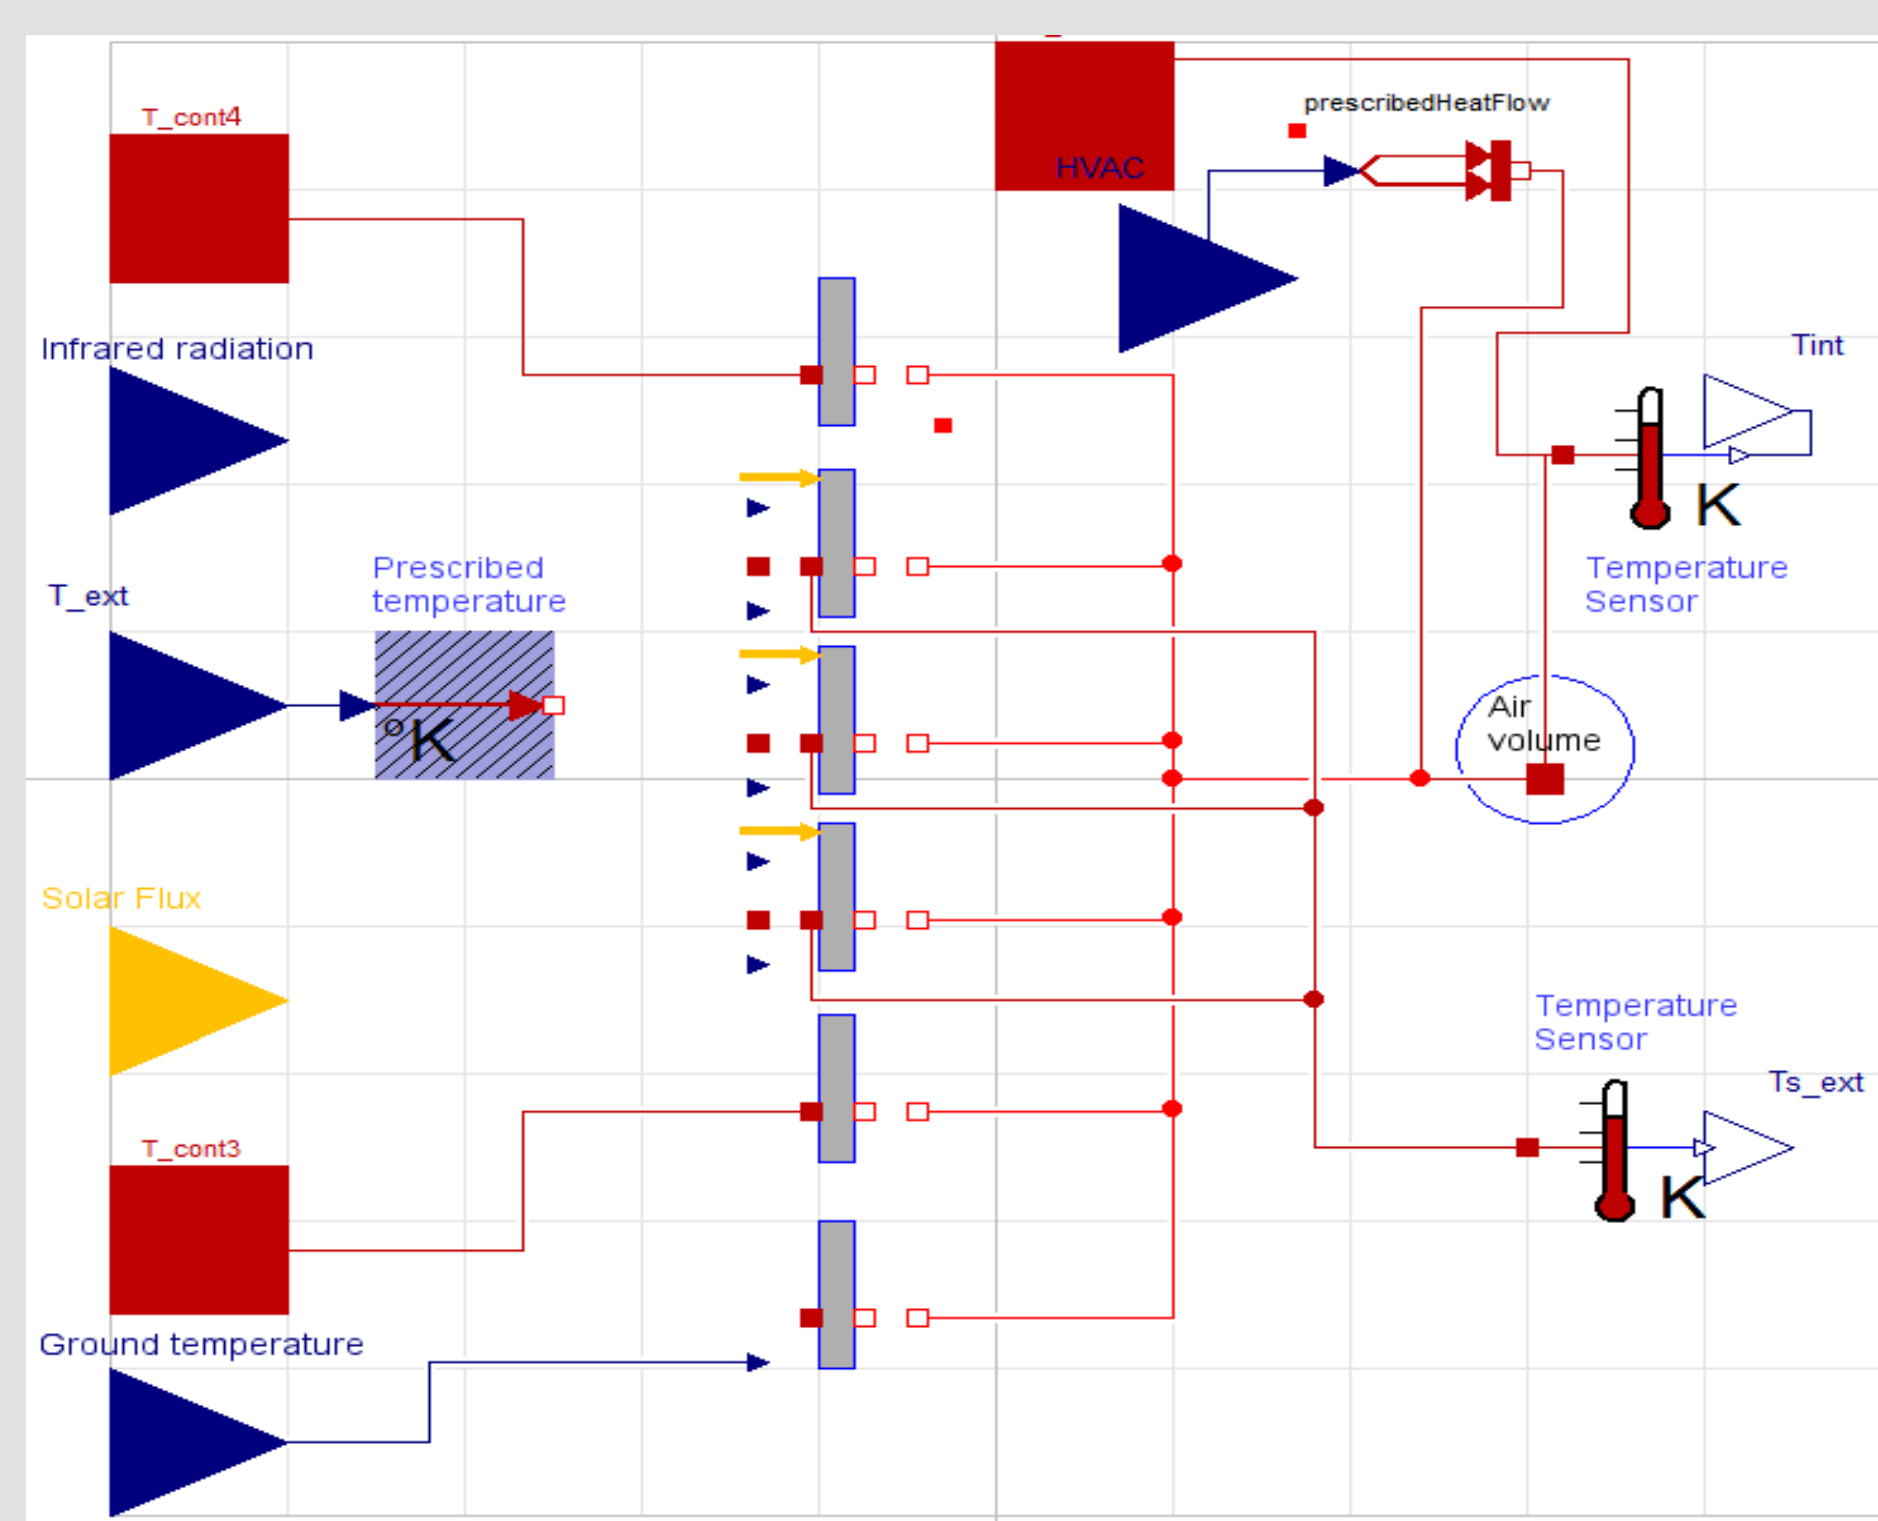 T_cont4
prescribedHeatFlow
HVAC
Infrared radiation
Tint
K
Prescribed
temperature
Temperature
Sensor
T_ext
°K
Air
volume
Solar Flux
Temperature
Sensor
Ts_ext
K
T_cont3
Ground temperature